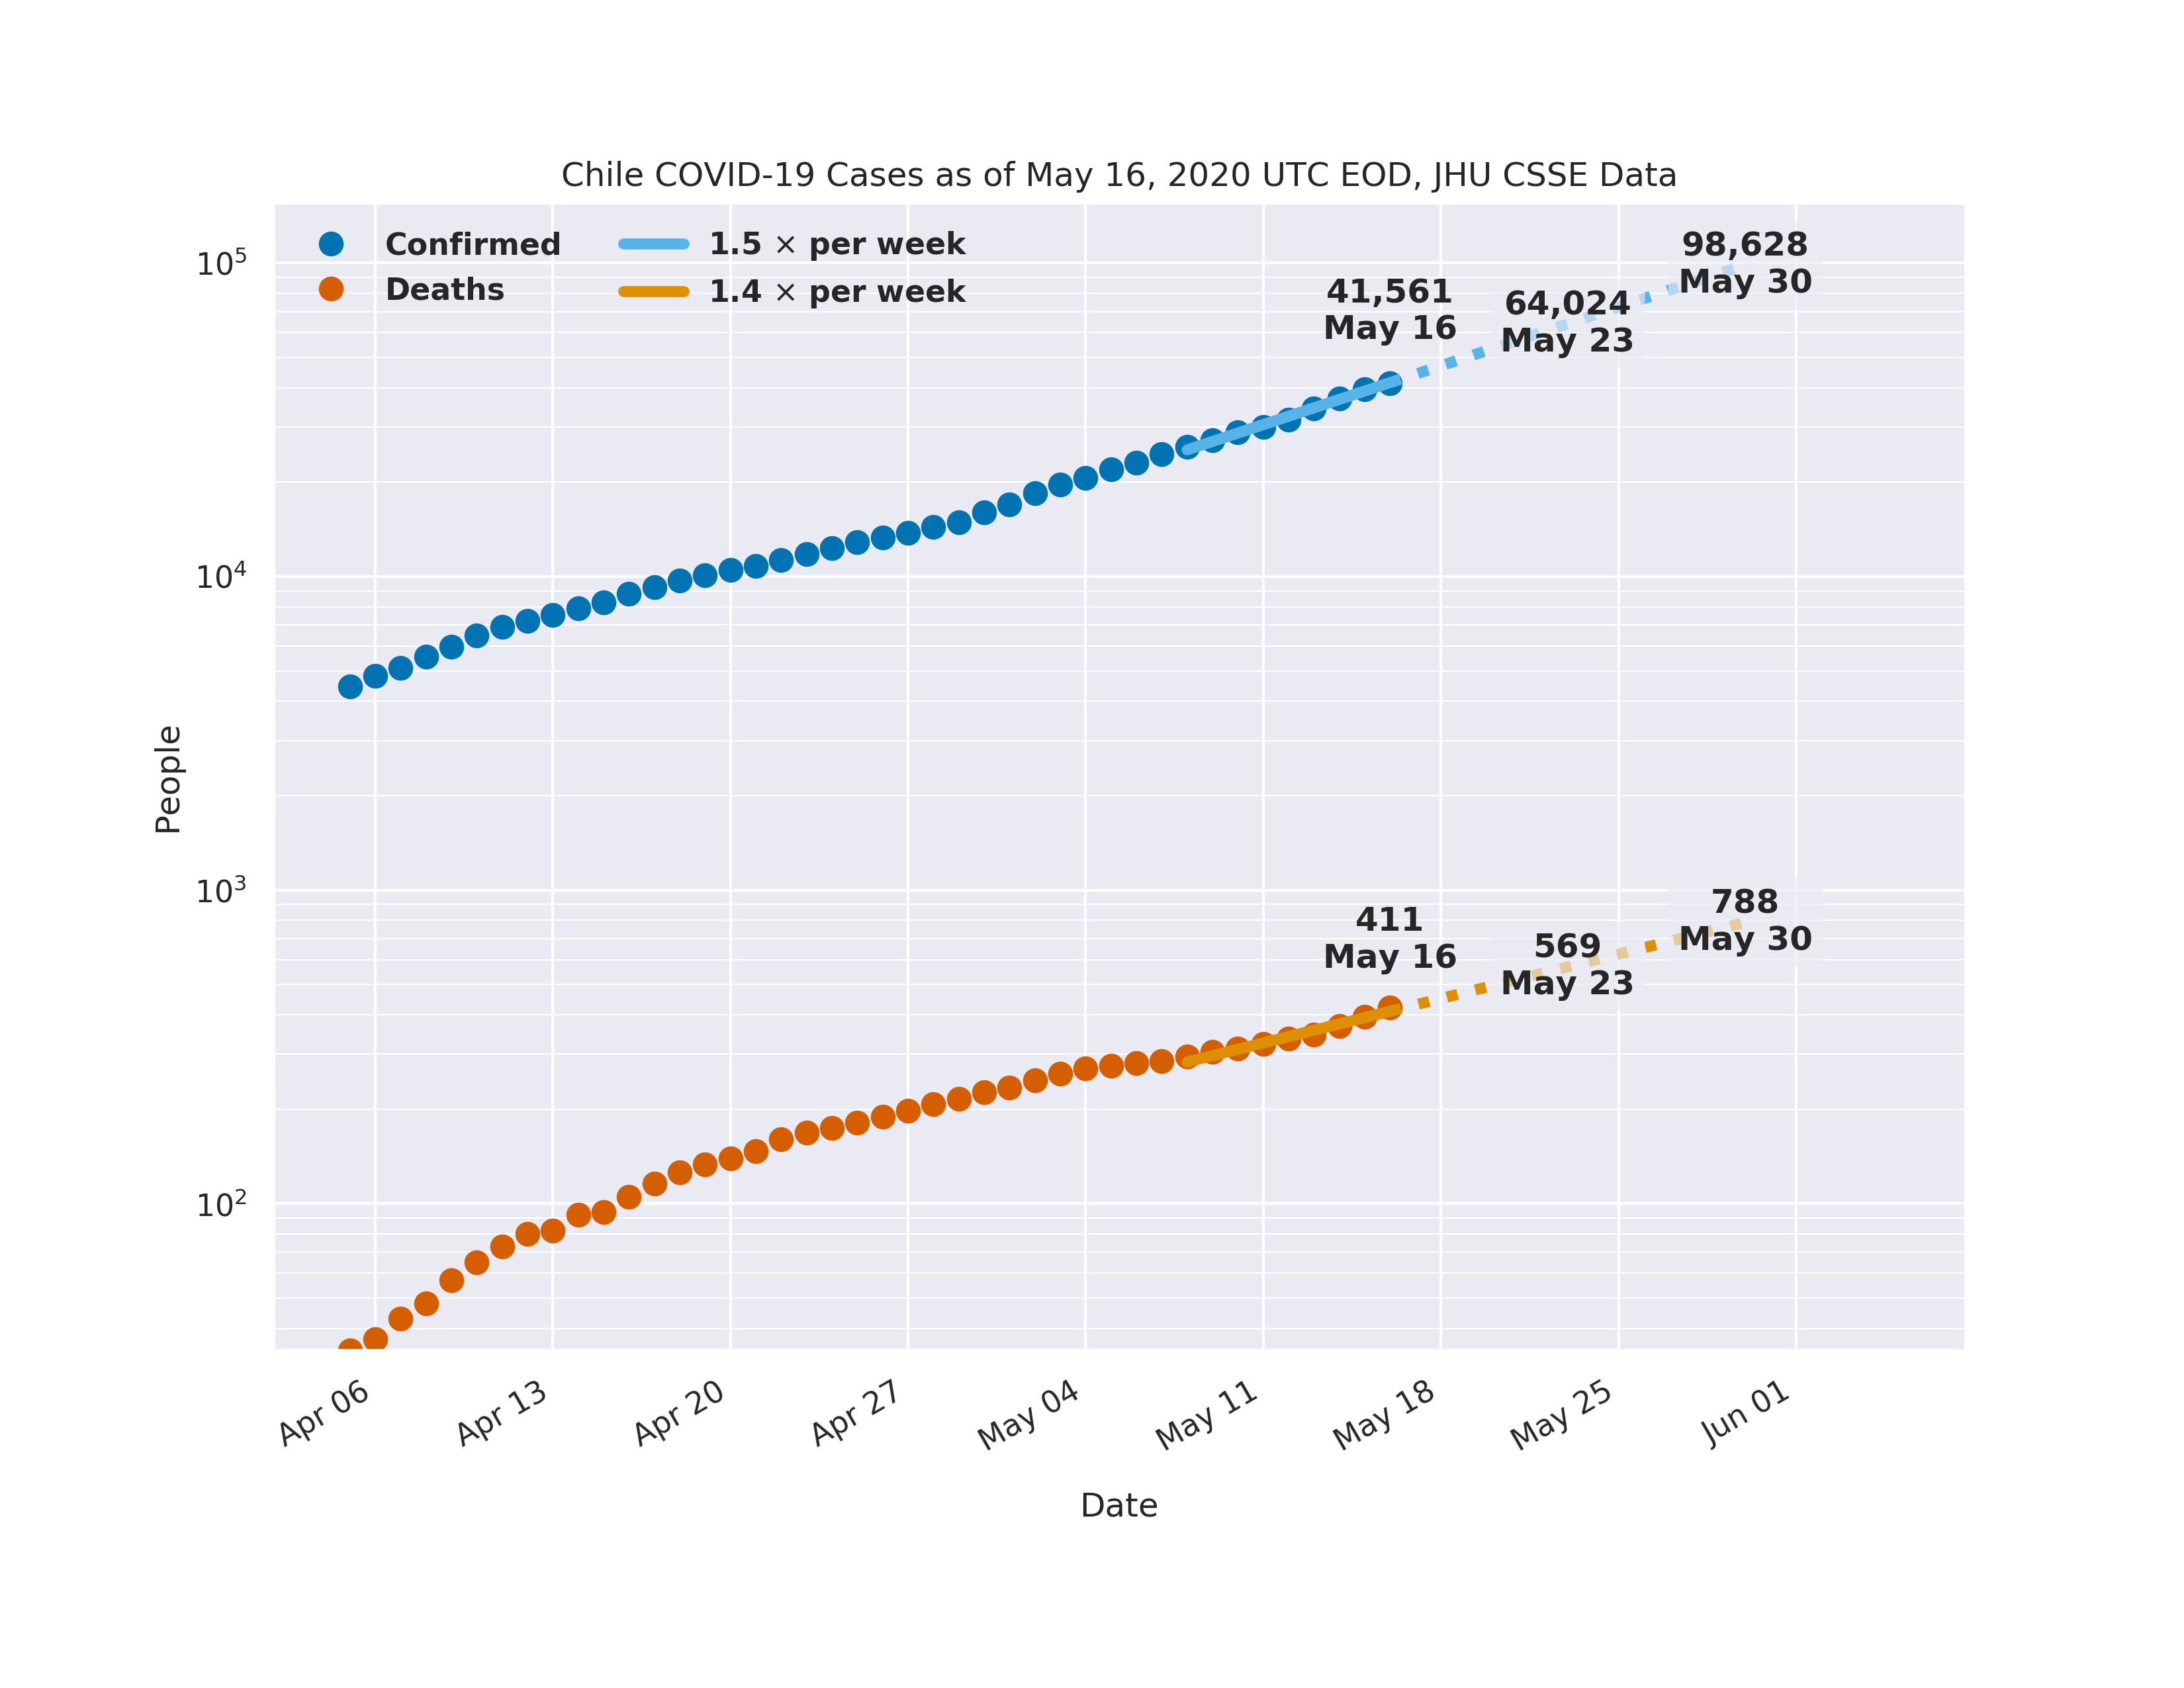 Chile COVID-19 Cases as of May 16, 2020 UTC EOD, JHU CSSE Data
Confirmed
Deaths
1.5 × per week
1.4 × per week
98,628
May 30
41,561
May 16
64,024
May 23
788
May 30
411
May 16
569
May 23
10⁵
10⁴
10³
10²
People
Apr 06
Apr 13
Apr 20
Apr 27
May 04
May 11
May 18
May 25
Jun 01
Date